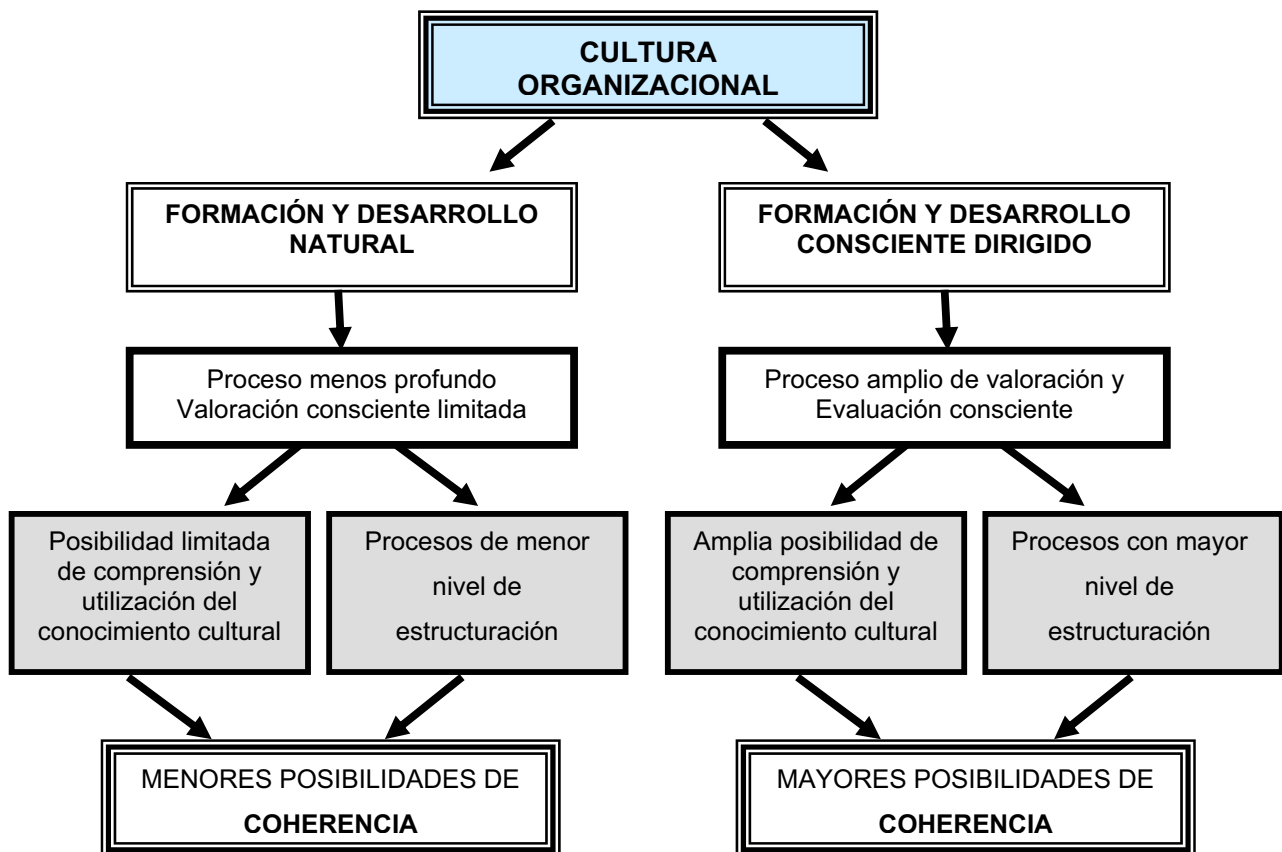 CULTURA
ORGANIZACIONAL
FORMACIÓN Y DESARROLLO
NATURAL
FORMACIÓN Y DESARROLLO
CONSCIENTE DIRIGIDO
Proceso menos profundo
Valoración consciente limitada
Proceso amplio de valoración y
Evaluación consciente
Posibilidad limitada
de comprensión y
utilización del
conocimiento cultural
Procesos de menor
nivel de
estructuración
Amplia posibilidad de
comprensión y
utilización del
conocimiento cultural
Procesos con mayor
nivel de
estructuración
MENORES POSIBILIDADES DE
COHERENCIA
MAYORES POSIBILIDADES DE
COHERENCIA